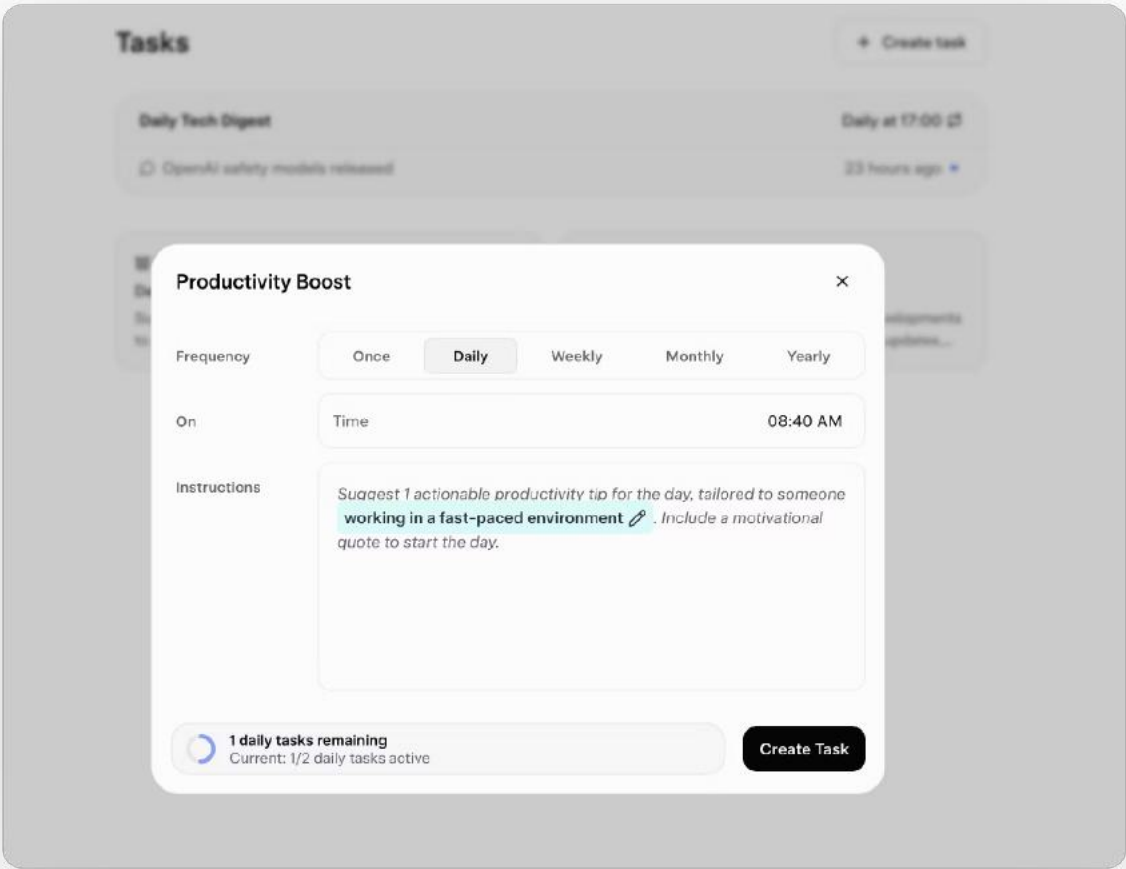 Tasks
+ Create task
Daily Tech Digest
Daily at 17:00
OpenAI safety models released
23 hours ago
Productivity Boost
Frequency
Once
Daily
Weekly
Monthly
Yearly
On
Time
08:40 AM
Instructions
Suggest 1 actionable productivity tip for the day, tailored to someone
working in a fast-paced environment . Include a motivational
quote to start the day.
1 daily tasks remaining
Current: 1/2 daily tasks active
Create Task